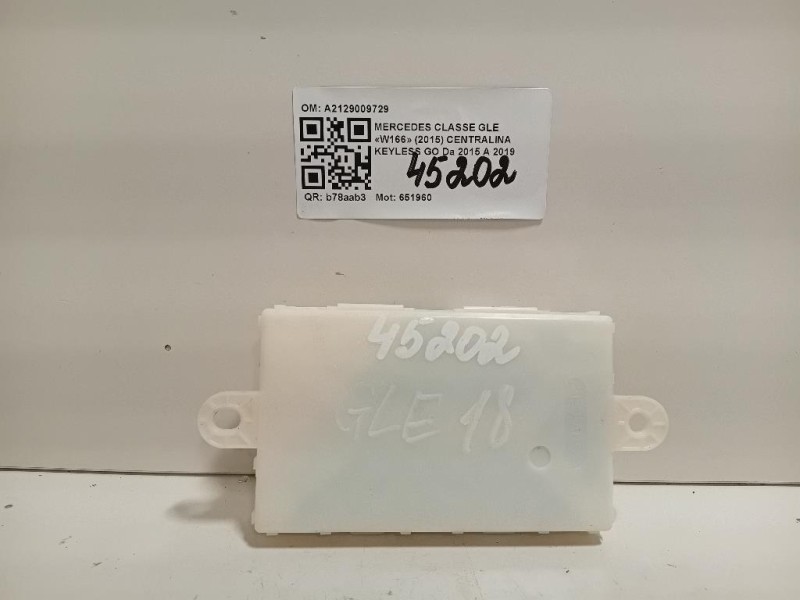 OM: A2129009729
MERCEDES CLASSE GLE
«W166» (2015) CENTRALINA
KEYLESS GO Da 2015 A 2019
45202
QR: b78aab3 Mot: 651960
45202
GLE 18